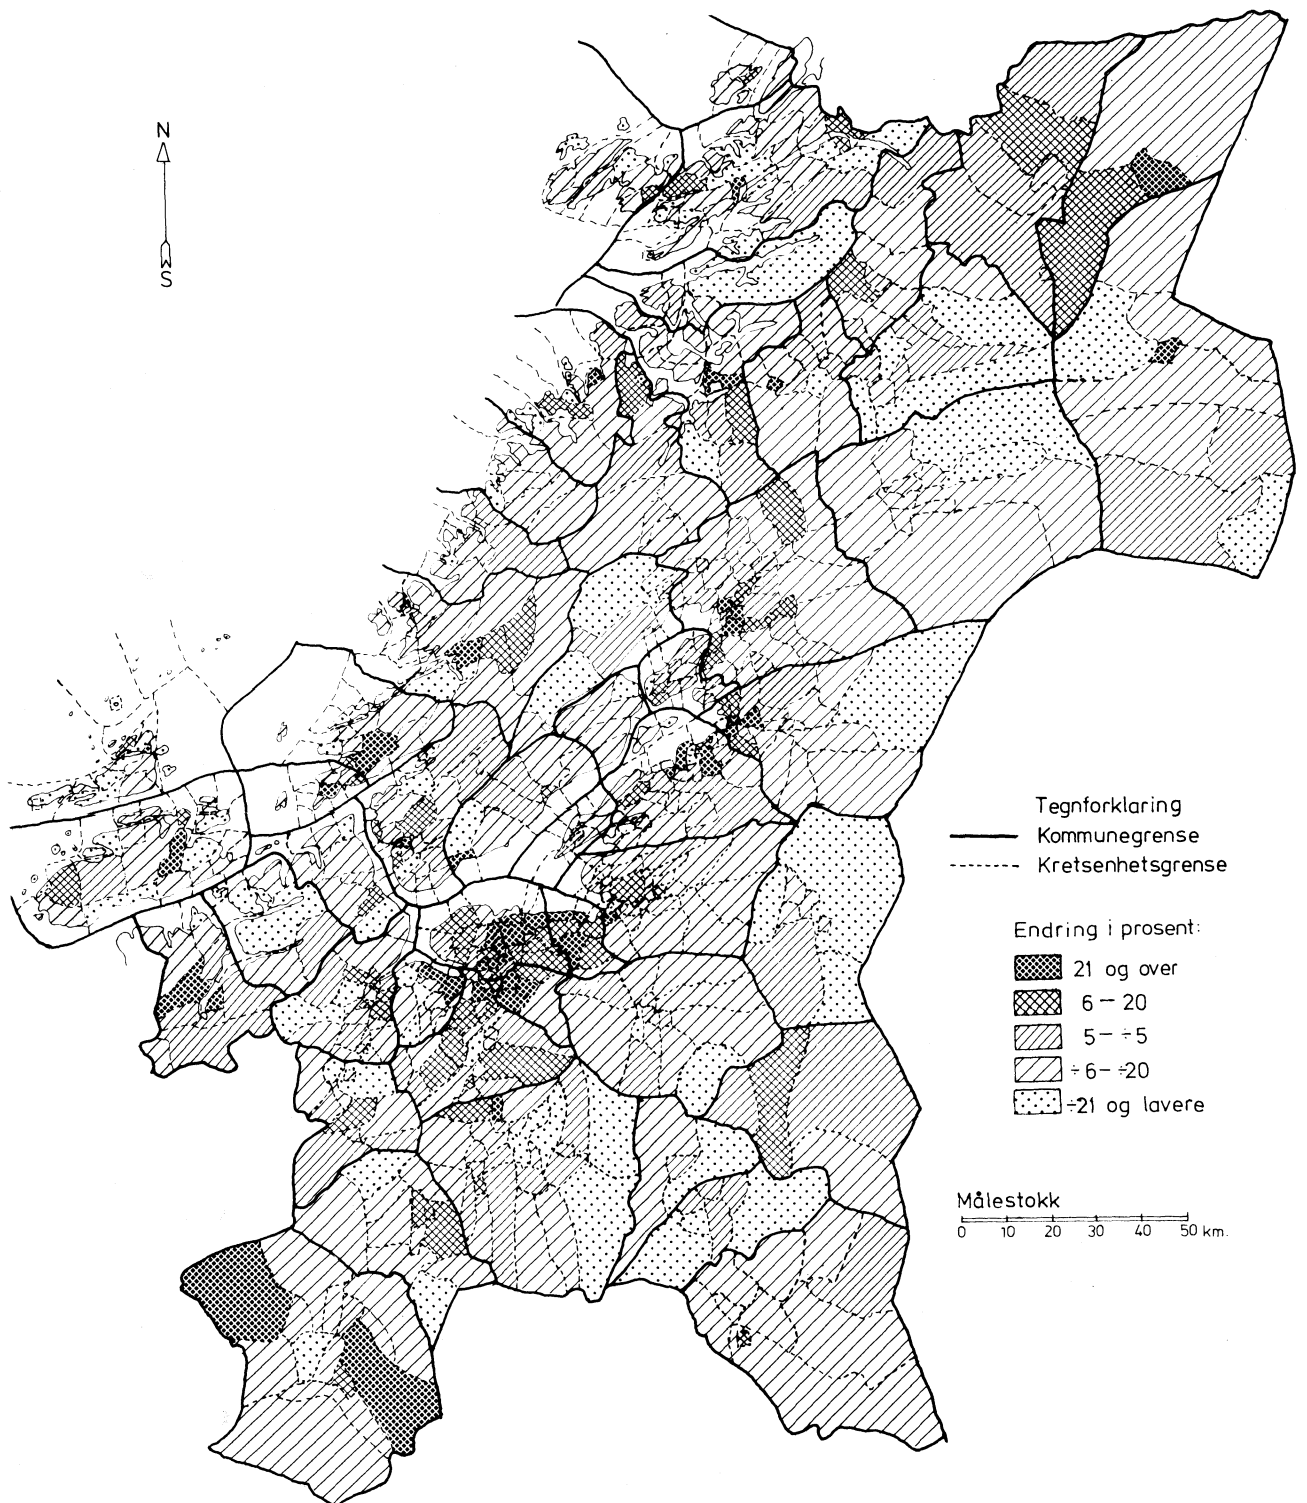 N
S
Tegnforklaring
Kommunegrense
Kretsenhetsgrense
Endring i prosent:
21 og over
6 — 20
5 — ÷5
÷6 — ÷20
÷21 og lavere
Målestokk
0 10 20 30 40 50 km.